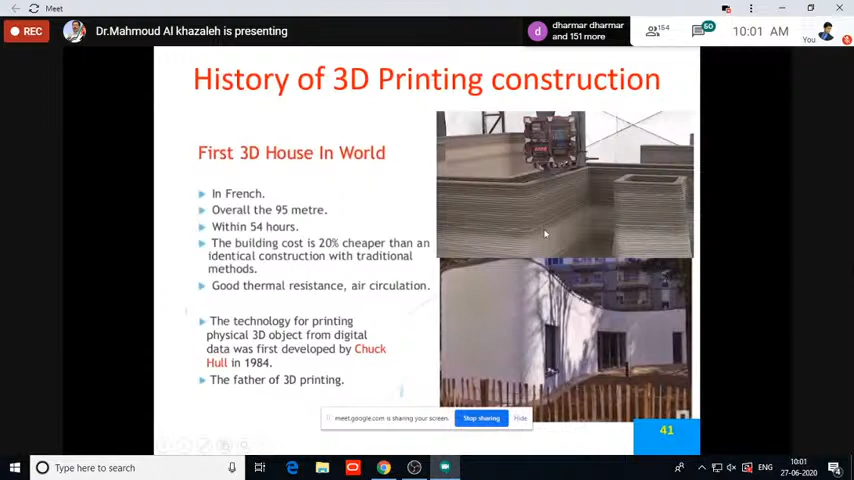 Meet
REC
Dr.Mahmoud Al khazaleh is presenting
dharmar dharmar
and 151 more
154
50
10:01 AM
You
History of 3D Printing construction
First 3D House In World
In French.
Overall the 95 metre.
Within 54 hours.
The building cost is 20% cheaper than an
identical construction with traditional
methods.
Good thermal resistance, air circulation.
The technology for printing
physical 3D object from digital
data was first developed by Chuck
Hull in 1984.
The father of 3D printing.
meet.google.com is sharing your screen.
Stop sharing
Hide
41
Type here to search
ENG
10:01
27-06-2020
4